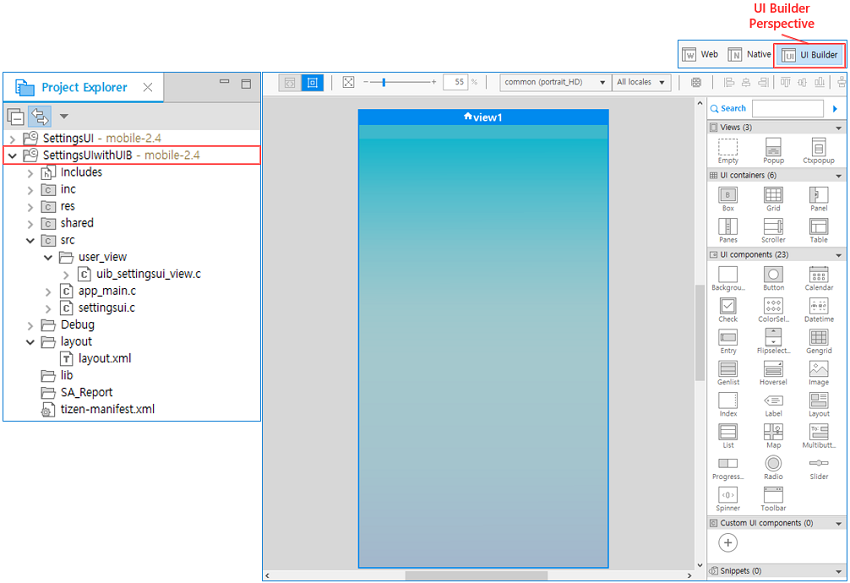 UI Builder
Perspective
Web
Native
UI Builder
Project Explorer
SettingsUI - mobile-2.4
SettingsUIwithUIB - mobile-2.4
Includes
inc
res
shared
src
user_view
uib_settingsui_view.c
app_main.c
settingsui.c
Debug
layout
layout.xml
lib
SA_Report
tizen-manifest.xml
55 %
common (portrait_HD)
All locales
view1
Search
Views (3)
Empty Popup Ctxpopup
UI containers (6)
Box Grid Panel
Panes Scroller Table
UI components (23)
Backgrou... Button Calendar
Check ColorSel... Datetime
Entry Flipselect... Gengrid
Genlist Hoversel Image
Index Label Layout
List Map Multibutt...
Progress... Radio Slider
Spinner Toolbar
Custom UI components (0)
Snippets (0)